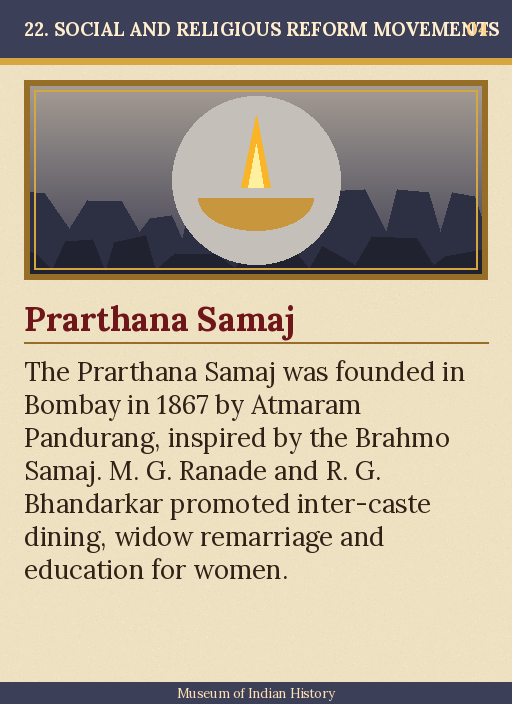 22. SOCIAL AND RELIGIOUS REFORM MOVEMENTS
Prarthana Samaj
The Prarthana Samaj was founded in
Bombay in 1867 by Atmaram
Pandurang, inspired by the Brahmo
Samaj. M. G. Ranade and R. G.
Bhandarkar promoted inter-caste
dining, widow remarriage and
education for women.
Museum of Indian History